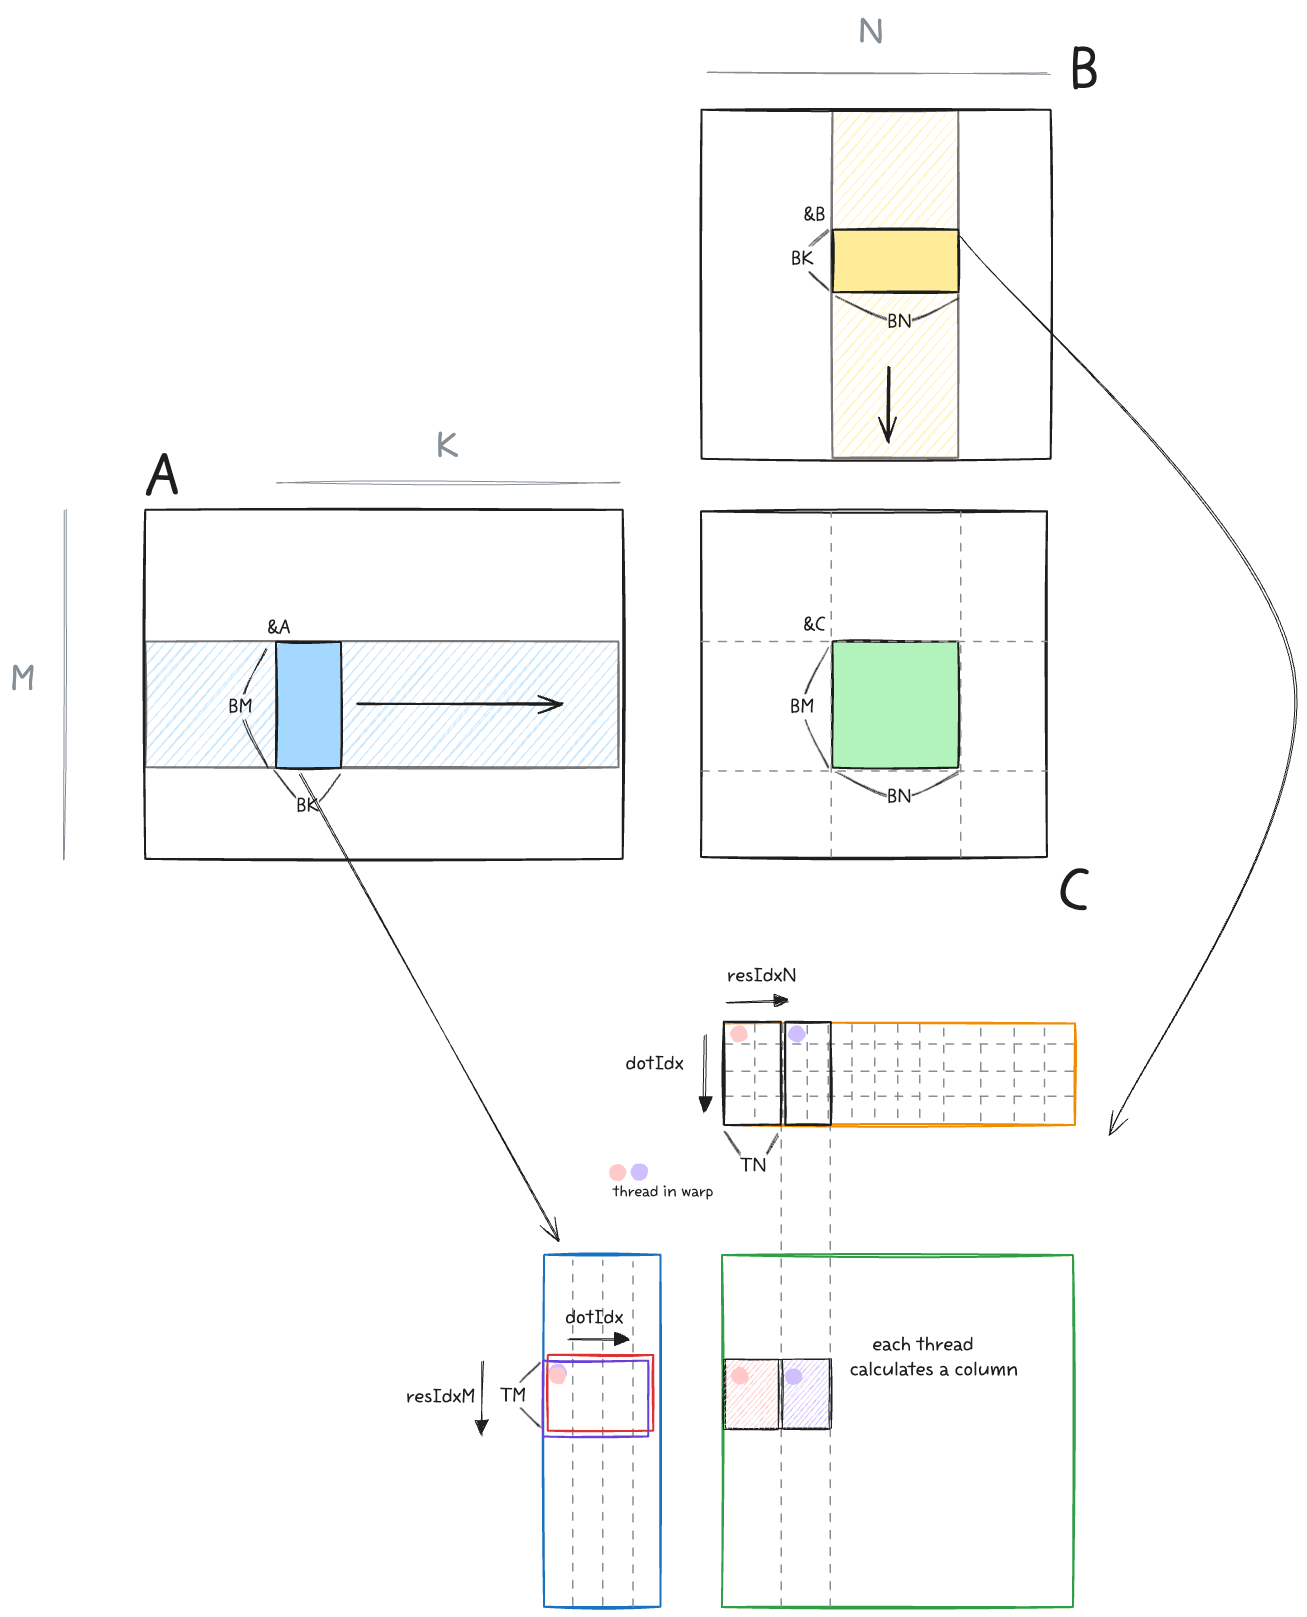 N
B
&B
BK
BN
K
A
M
&A
BM
BK
&C
BM
BN
C
resIdxN
dotIdx
TN
thread in warp
dotIdx
resIdxM
TM
each thread
calculates a column